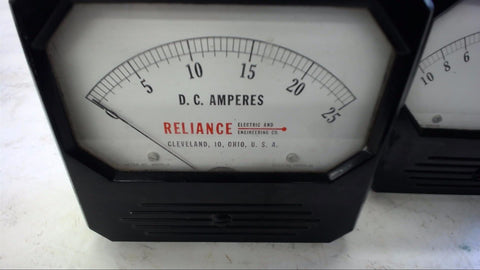 5 10 15 20 25
D.C. AMPERES
RELIANCE ELECTRIC AND
ENGINEERING CO.
CLEVELAND, 10, OHIO, U. S. A.
10 8 6